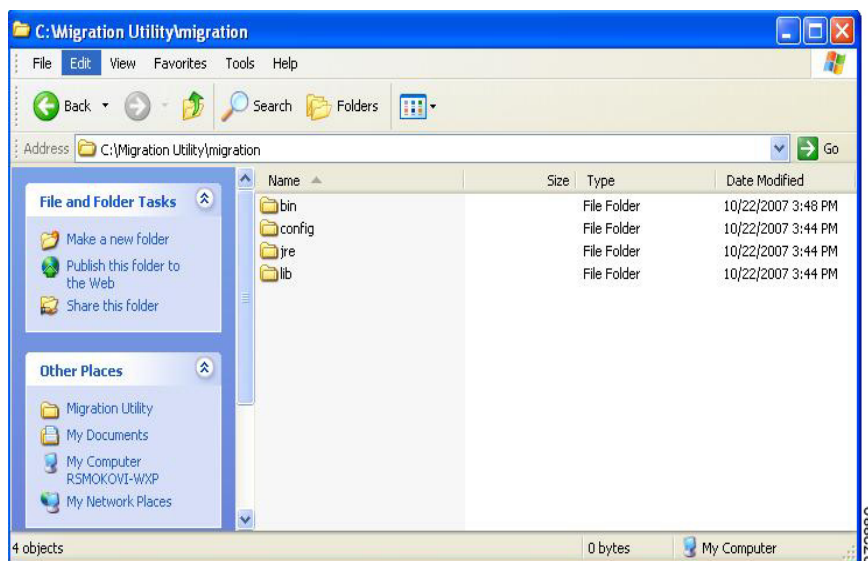 C:\Migration Utility\migration
File Edit View Favorites Tools Help
Back Search Folders
Address C:\Migration Utility\migration Go
Name Size Type Date Modified
File and Folder Tasks
Make a new folder
Publish this folder to
the Web
Share this folder
Other Places
Migration Utility
My Documents
My Computer
RSMOKOVI-WXP
My Network Places
bin File Folder 10/22/2007 3:48 PM
config File Folder 10/22/2007 3:44 PM
jre File Folder 10/22/2007 3:44 PM
lib File Folder 10/22/2007 3:44 PM
4 objects 0 bytes My Computer